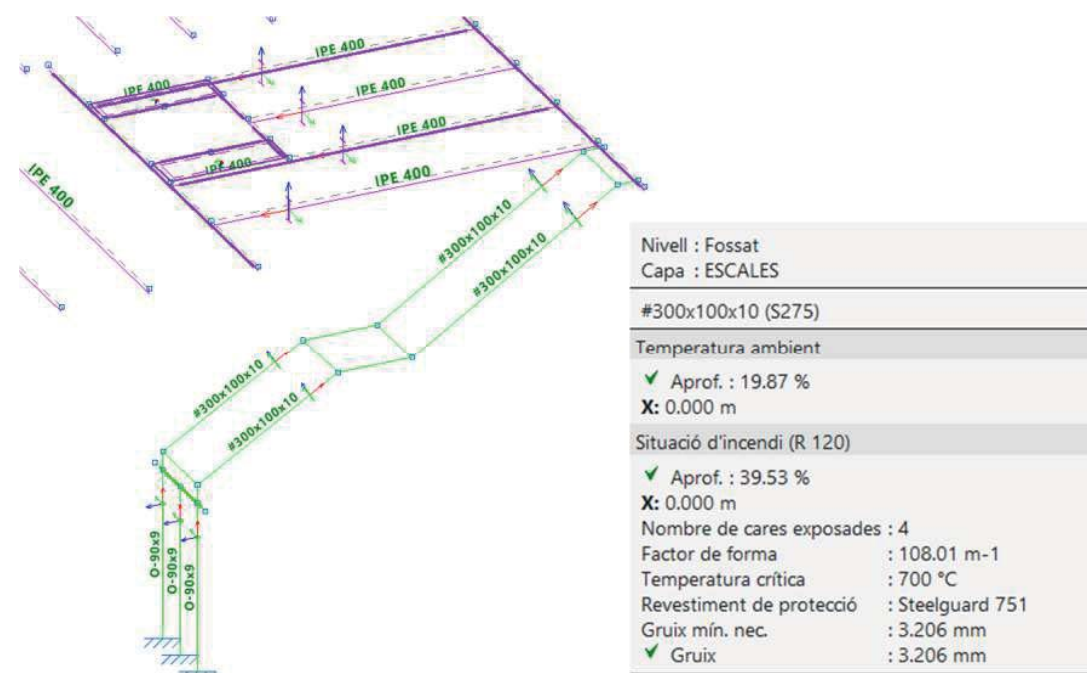 IPE 400
IPE 400
IPE 400
IPE 400
IPE 400
IPE 400
IPE 400
#300x100x10
#300x100x10
#300x100x10
#300x100x10
O-90x9
O-90x9
O-90x9
Nivell : Fossat
Capa : ESCALES
#300x100x10 (S275)
Temperatura ambient
Aprof. : 19.87 %
X: 0.000 m
Situació d'incendi (R 120)
Aprof. : 39.53 %
X: 0.000 m
Nombre de cares exposades : 4
Factor de forma : 108.01 m-1
Temperatura crítica : 700 °C
Revestiment de protecció : Steelguard 751
Gruix mín. nec. : 3.206 mm
Gruix : 3.206 mm